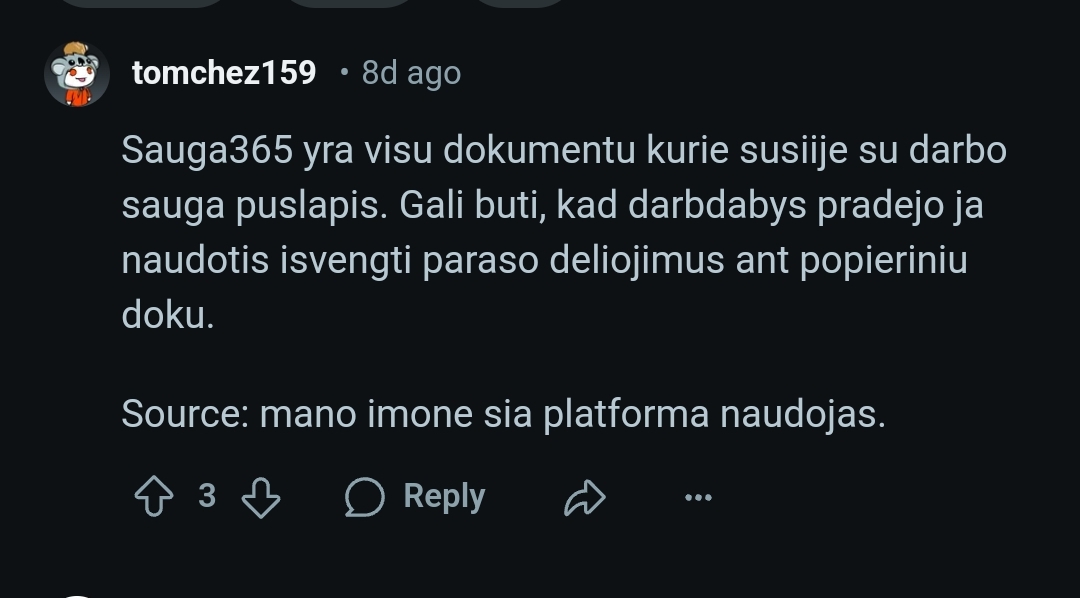 tomchez159 • 8d ago
Sauga365 yra visu dokumentu kurie susiije su darbo
sauga puslapis. Gali buti, kad darbdabys pradejo ja
naudotis isvengti paraso deliojimus ant popieriniu
doku.
Source: mano imone sia platforma naudojas.
3 Reply